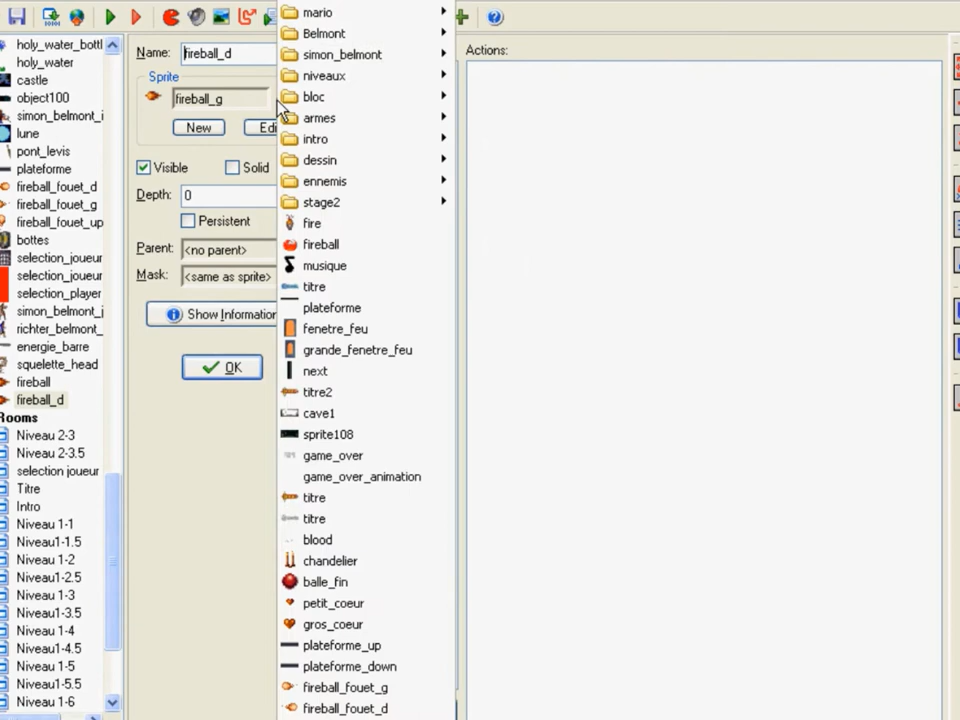 holy_water_bottl
holy_water
castle
object100
simon_belmont_i
lune
pont_levis
plateforme
fireball_fouet_d
fireball_fouet_g
fireball_fouet_up
bottes
selection_joueur
selection_joueur
selection_player
simon_belmont_j
richter_belmont_
energie_barre
squelette_head
fireball
fireball_d
Rooms
Niveau 2-3
Niveau 2-3.5
selection joueur
Titre
Intro
Niveau 1-1
Niveau1-1.5
Niveau 1-2
Niveau1-2.5
Niveau 1-3
Niveau1-3.5
Niveau 1-4
Niveau1-4.5
Niveau 1-5
Niveau1-5.5
Niveau 1-6
Name: fireball_d
Sprite
fireball_g
New Edi
Visible Solid
Depth: 0
Persistent
Parent: <no parent>
Mask: <same as sprite>
Show Information
OK
mario
Belmont
simon_belmont
niveaux
bloc
armes
intro
dessin
ennemis
stage2
fire
fireball
musique
titre
plateforme
fenetre_feu
grande_fenetre_feu
next
titre2
cave1
sprite108
game_over
game_over_animation
titre
titre
blood
chandelier
balle_fin
petit_coeur
gros_coeur
plateforme_up
plateforme_down
fireball_fouet_g
fireball_fouet_d
Actions: